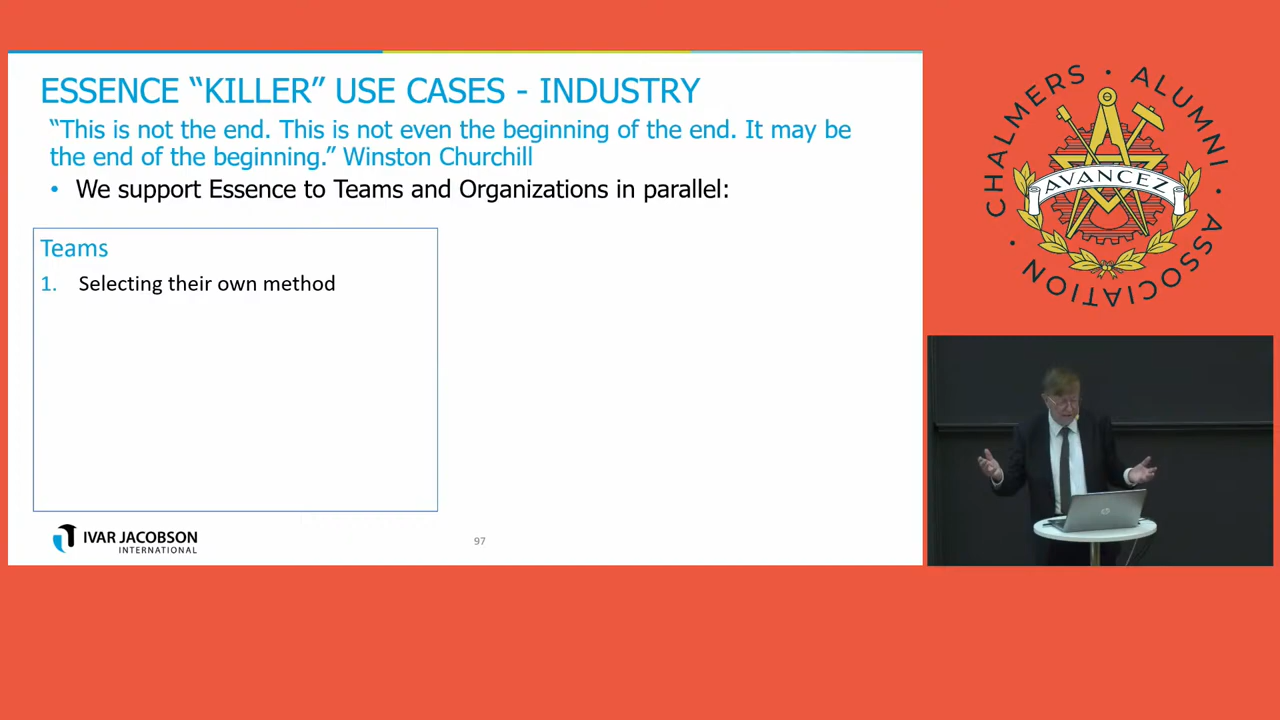 ESSENCE “KILLER” USE CASES - INDUSTRY
“This is not the end. This is not even the beginning of the end. It may be
the end of the beginning.” Winston Churchill
• We support Essence to Teams and Organizations in parallel:
Teams
1. Selecting their own method
IVAR JACOBSON
INTERNATIONAL
97
CHALMERS · ALUMNI · ASSOCIATION ·
AVANCEZ
hp